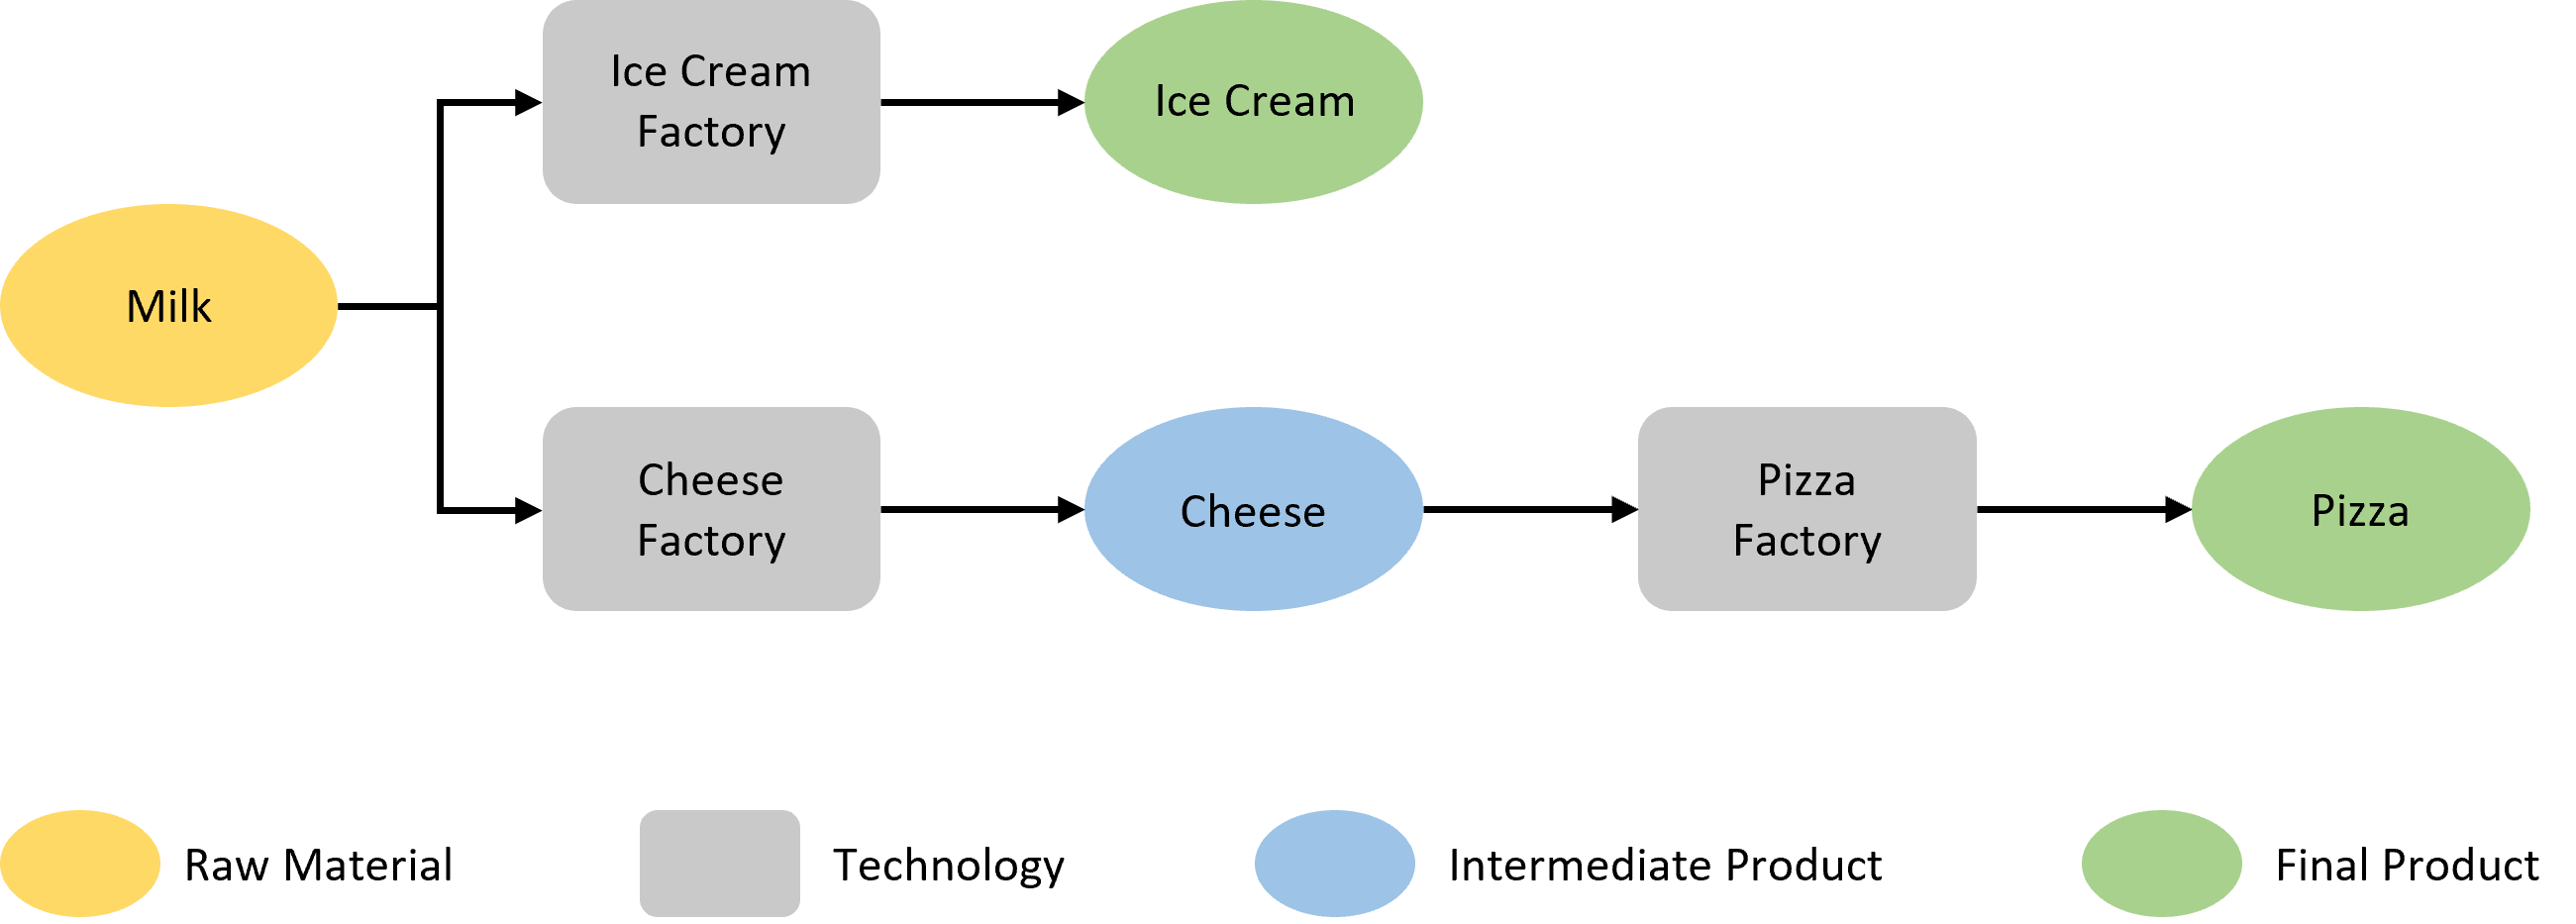 Ice Cream
Factory
Ice Cream
Milk
Cheese
Factory
Cheese
Pizza
Factory
Pizza
Raw Material
Technology
Intermediate Product
Final Product